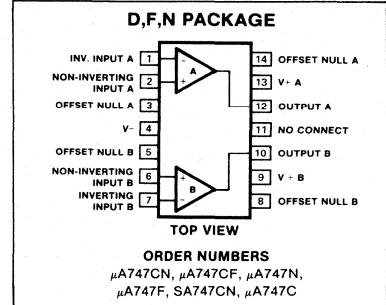 D,F,N PACKAGE
INV. INPUT A 1
NON-INVERTING INPUT A 2
OFFSET NULL A 3
V- 4
OFFSET NULL B 5
NON-INVERTING INPUT B 6
INVERTING INPUT B 7
14 OFFSET NULL A
13 V+ A
12 OUTPUT A
11 NO CONNECT
10 OUTPUT B
9 V + B
8 OFFSET NULL B
- A +
+ B -
TOP VIEW
ORDER NUMBERS
μA747CN, μA747CF, μA747N,
μA747F, SA747CN, μA747C